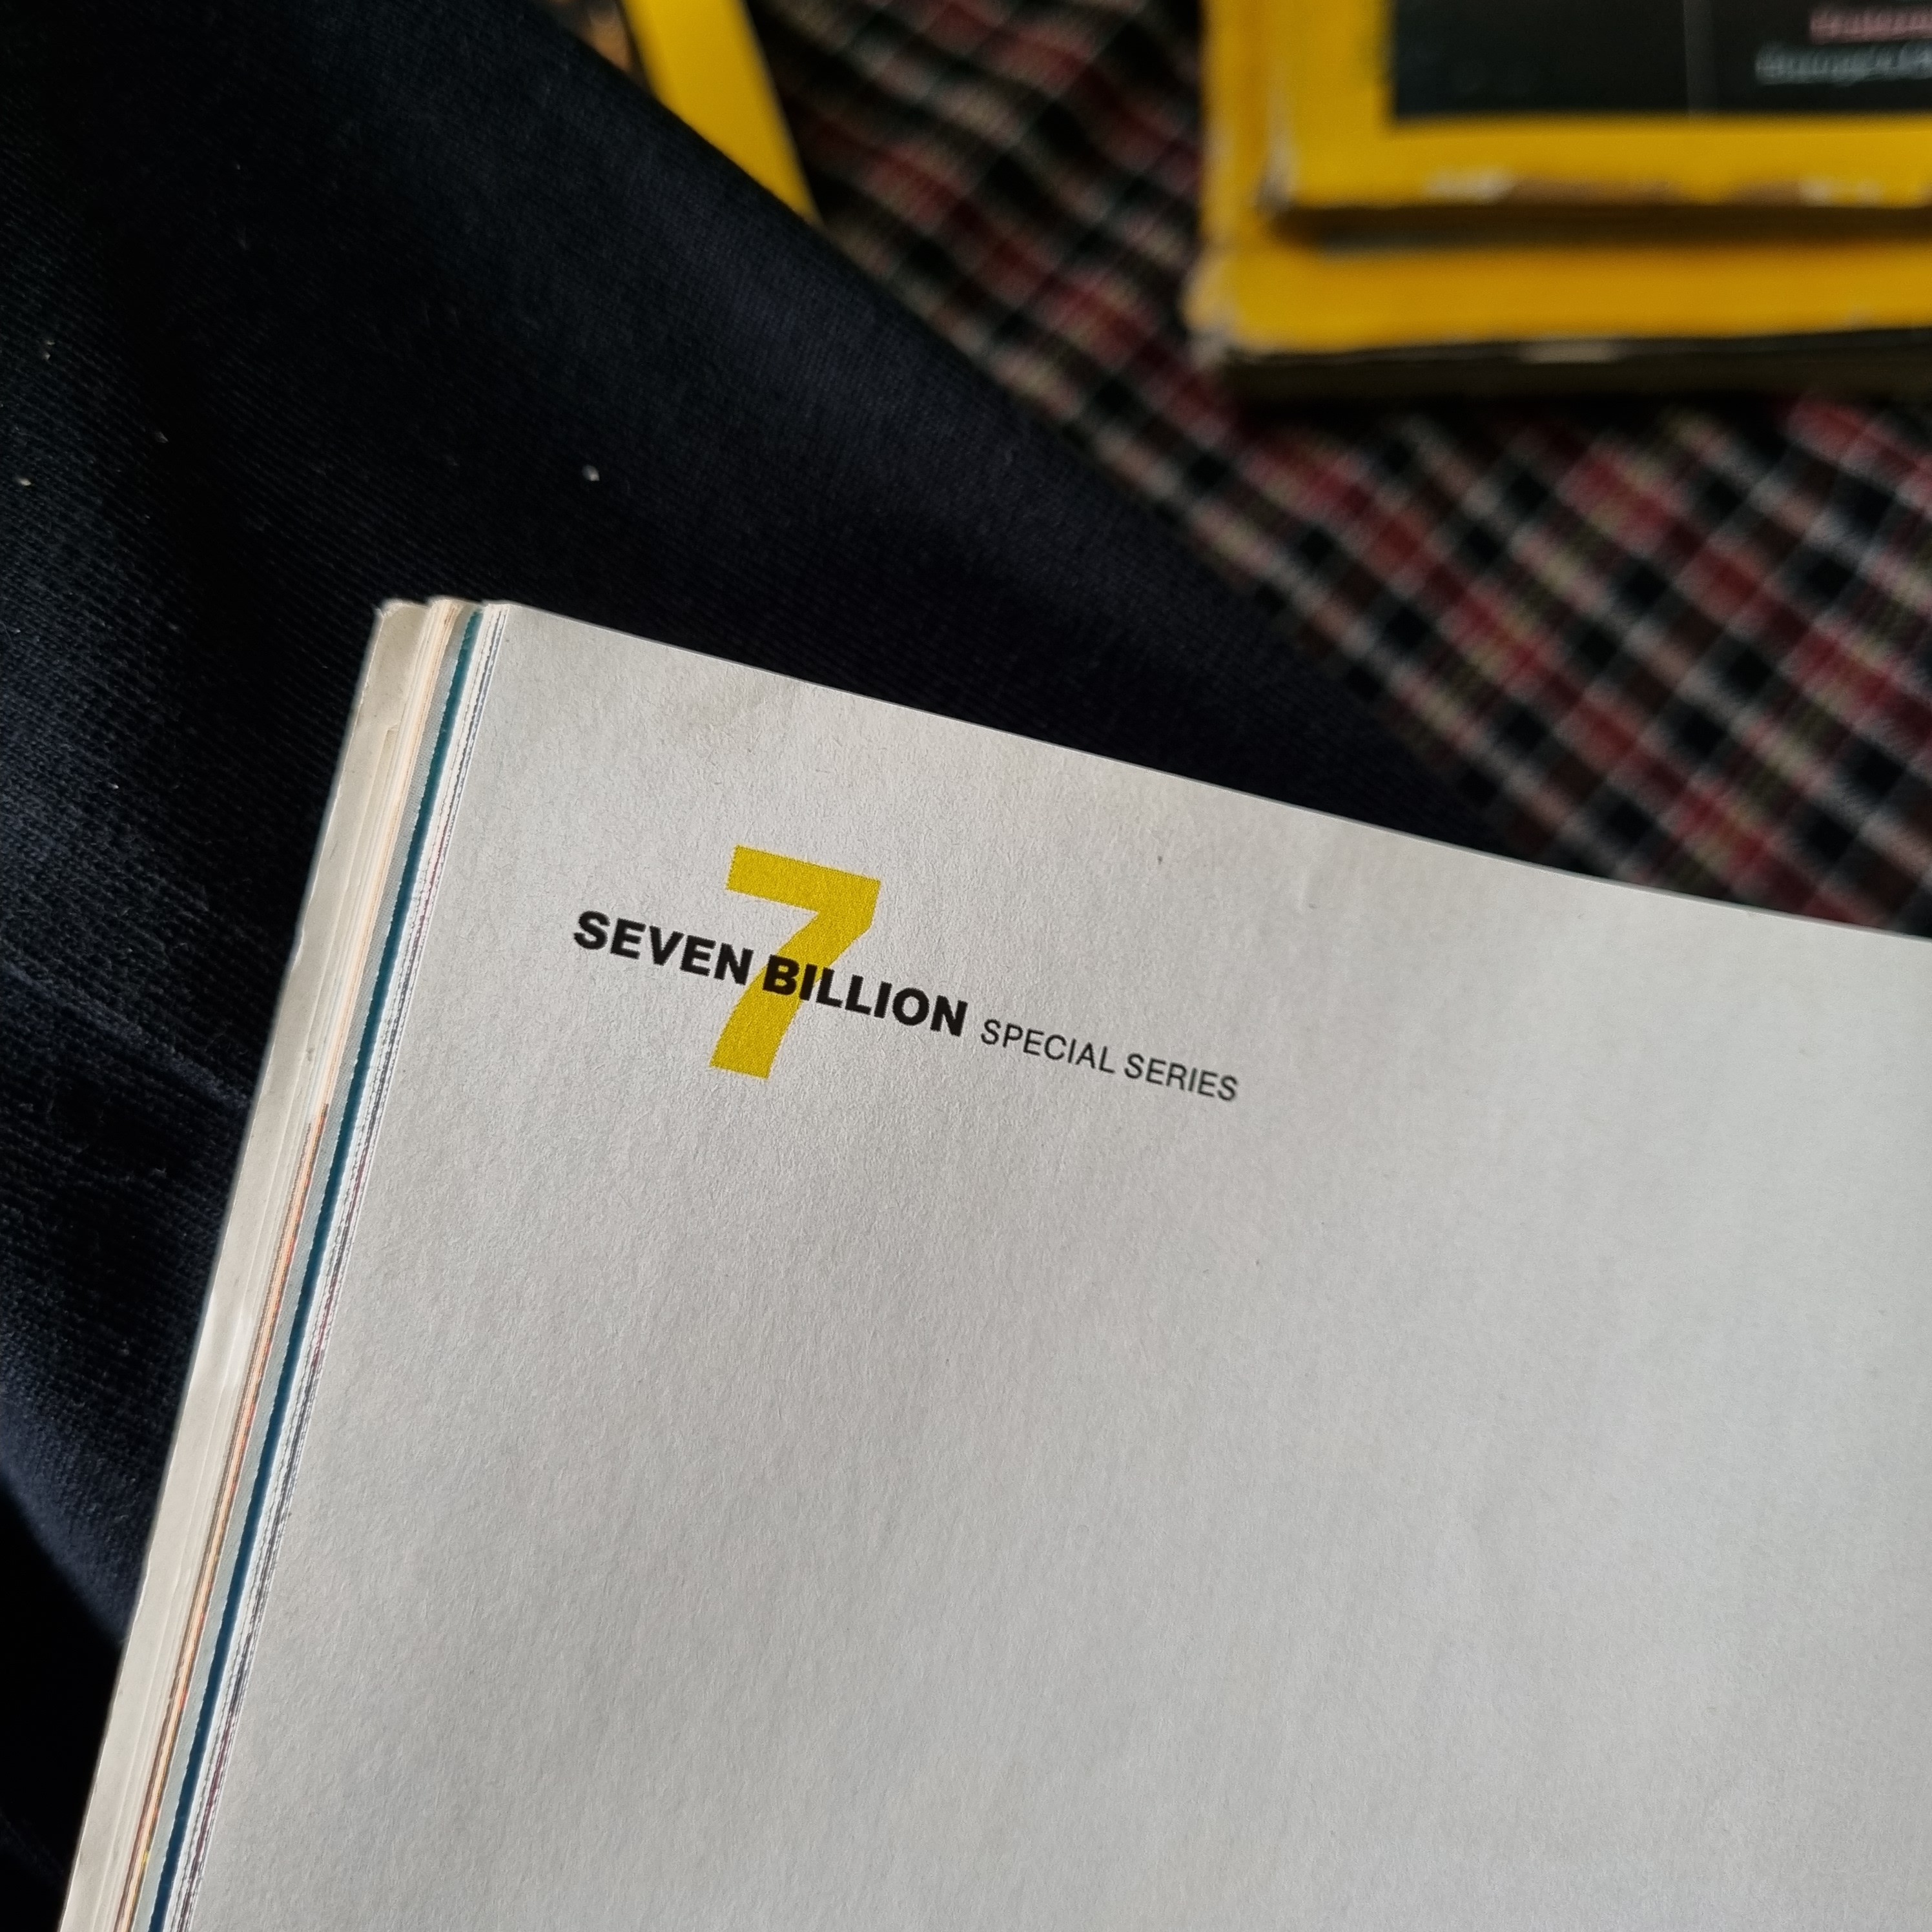 7
SEVEN BILLION SPECIAL SERIES